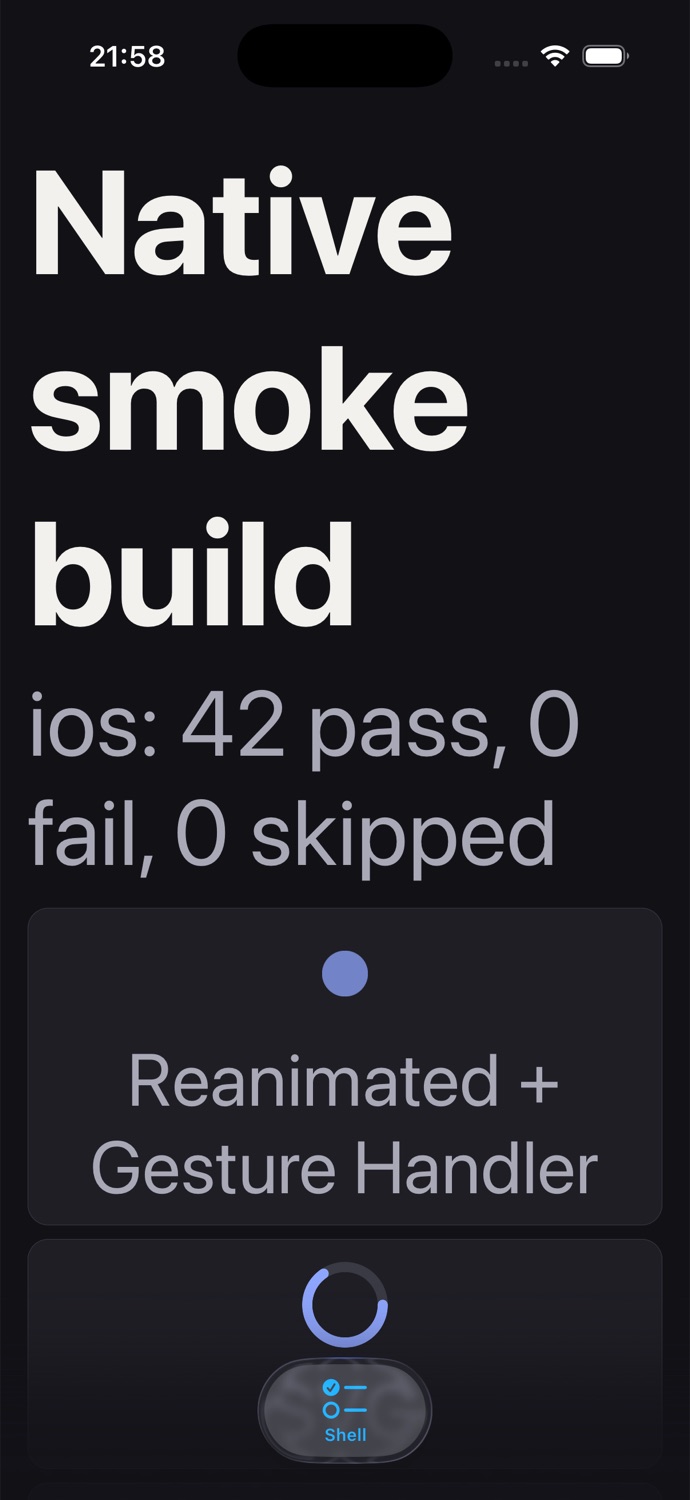 21:58
Native
smoke
build
ios: 42 pass, 0
fail, 0 skipped
Reanimated +
Gesture Handler
Shell